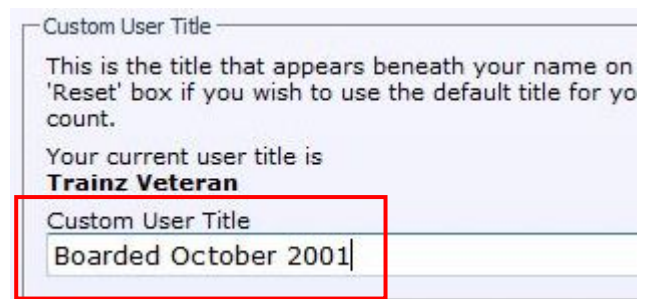 Custom User Title
This is the title that appears beneath your name on
'Reset' box if you wish to use the default title for yo
count.
Your current user title is
Trainz Veteran
Custom User Title
Boarded October 2001